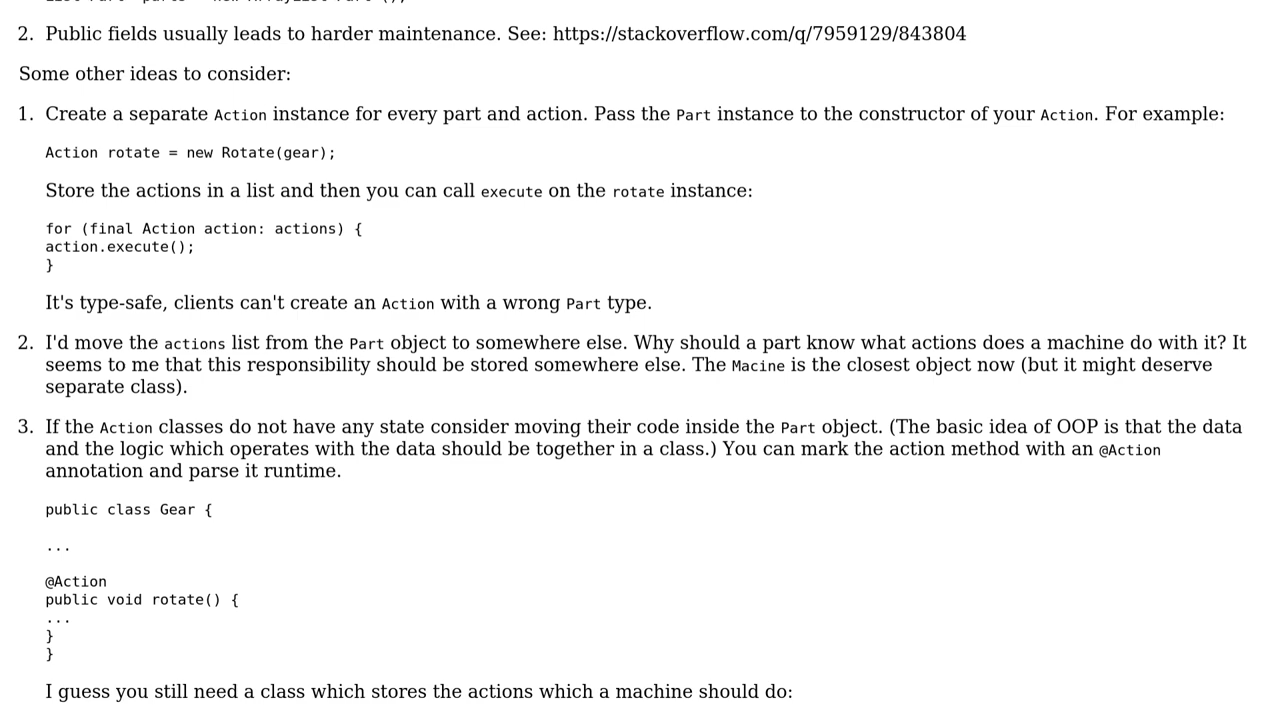 2. Public fields usually leads to harder maintenance. See: https://stackoverflow.com/q/7959129/843804
Some other ideas to consider:
1. Create a separate Action instance for every part and action. Pass the Part instance to the constructor of your Action. For example:
Action rotate = new Rotate(gear);
Store the actions in a list and then you can call execute on the rotate instance:
for (final Action action: actions) {
action.execute();
}
It's type-safe, clients can't create an Action with a wrong Part type.
2. I'd move the actions list from the Part object to somewhere else. Why should a part know what actions does a machine do with it? It
seems to me that this responsibility should be stored somewhere else. The Macine is the closest object now (but it might deserve
separate class).
3. If the Action classes do not have any state consider moving their code inside the Part object. (The basic idea of OOP is that the data
and the logic which operates with the data should be together in a class.) You can mark the action method with an @Action
annotation and parse it runtime.
public class Gear {
...
@Action
public void rotate() {
...
}
}
I guess you still need a class which stores the actions which a machine should do: